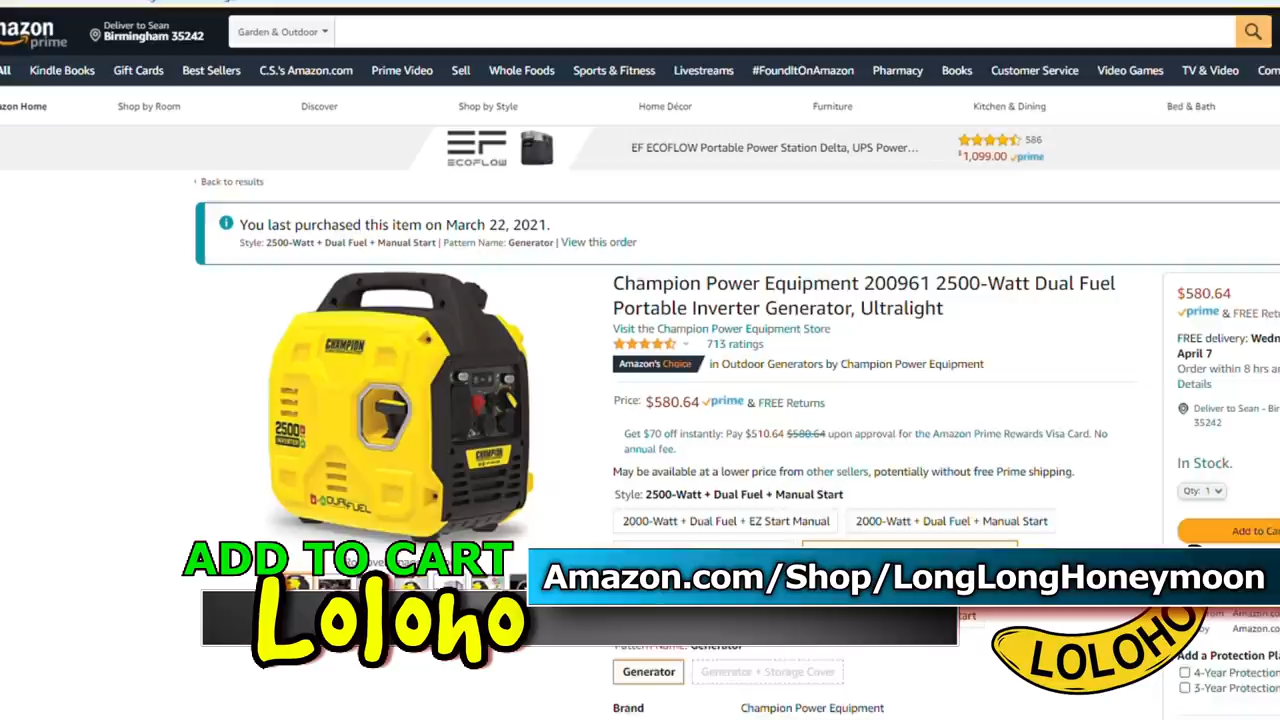 mazon
prime
Deliver to Sean
Birmingham 35242
Garden & Outdoor
All Kindle Books Gift Cards Best Sellers C.S.'s Amazon.com Prime Video Sell Whole Foods Sports & Fitness Livestreams #FoundItOnAmazon Pharmacy Books Customer Service Video Games TV & Video Com
azon Home Shop by Room Discover Shop by Style Home Décor Furniture Kitchen & Dining Bed & Bath
EF
ECOFLOW
EF ECOFLOW Portable Power Station Delta, UPS Power...
586
$1,099.00 prime
‹ Back to results
You last purchased this item on March 22, 2021.
Style: 2500-Watt + Dual Fuel + Manual Start | Pattern Name: Generator | View this order
CHAMPION
2500
INVERTER
DUAL FUEL
CHAMPION
Champion Power Equipment 200961 2500-Watt Dual Fuel
Portable Inverter Generator, Ultralight
Visit the Champion Power Equipment Store
713 ratings
Amazon's Choice in Outdoor Generators by Champion Power Equipment
Price: $580.64 prime & FREE Returns
Get $70 off instantly: Pay $510.64 $580.64 upon approval for the Amazon Prime Rewards Visa Card. No
annual fee.
May be available at a lower price from other sellers, potentially without free Prime shipping.
Style: 2500-Watt + Dual Fuel + Manual Start
2000-Watt + Dual Fuel + EZ Start Manual 2000-Watt + Dual Fuel + Manual Start
$580.64
prime & FREE Retu
FREE delivery: Wedn
April 7
Order within 8 hrs a
Details
Deliver to Sean - Bir
35242
In Stock.
Qty: 1
Add to Ca
ADD TO CART
Loloho
Amazon.com/Shop/LongLongHoneymoon
LOLOHO
Amazon.co
Amazon.co
Pattern Name: Generator
Generator Generator + Storage Cover
Brand Champion Power Equipment
Add a Protection Pla
4-Year Protection
3-Year Protection